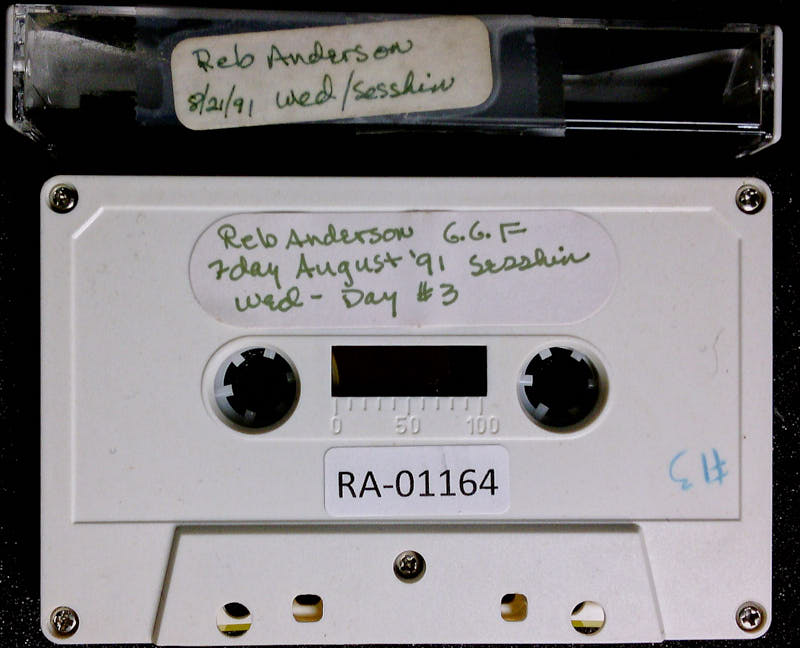 Reb Anderson
8/21/91 Wed/Sesshin
Reb Anderson G.G.F
7day August '91 Sesshin
Wed - Day #3
0 50 100
RA-01164
#3